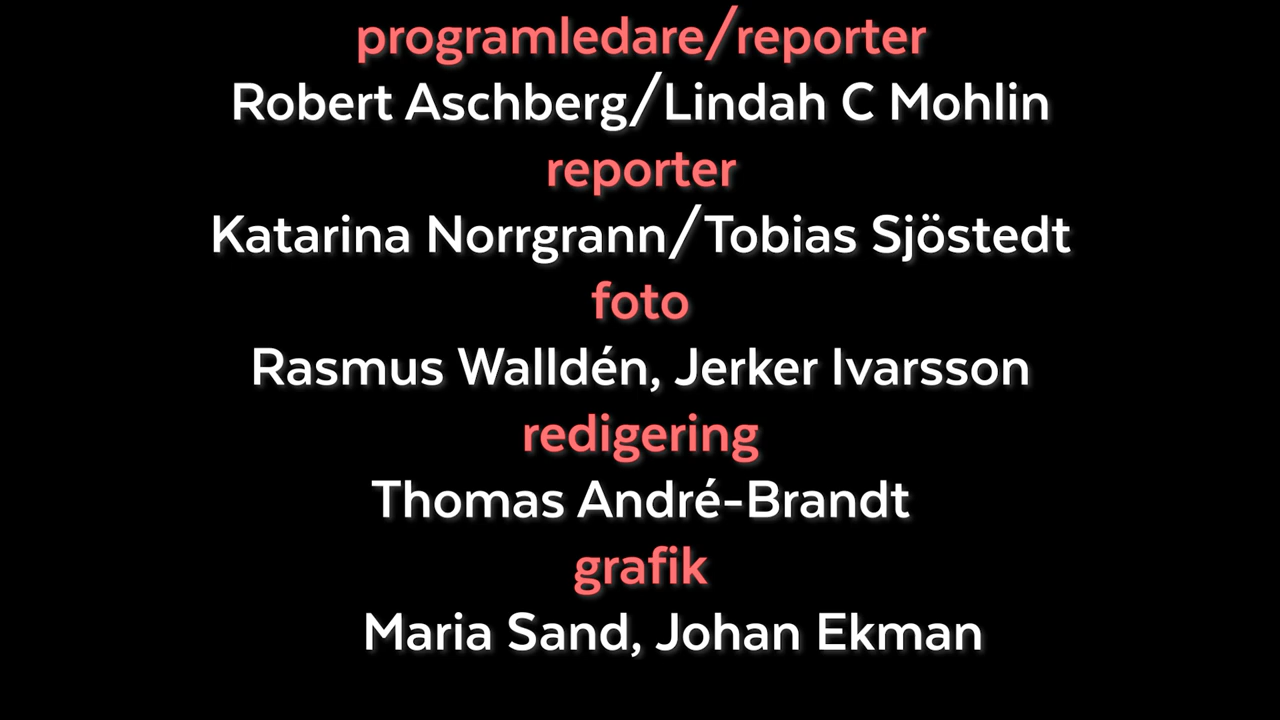 programledare/reporter
Robert Aschberg/Lindah C Mohlin
reporter
Katarina Norrgrann/Tobias Sjöstedt
foto
Rasmus Walldén, Jerker Ivarsson
redigering
Thomas André-Brandt
grafik
Maria Sand, Johan Ekman